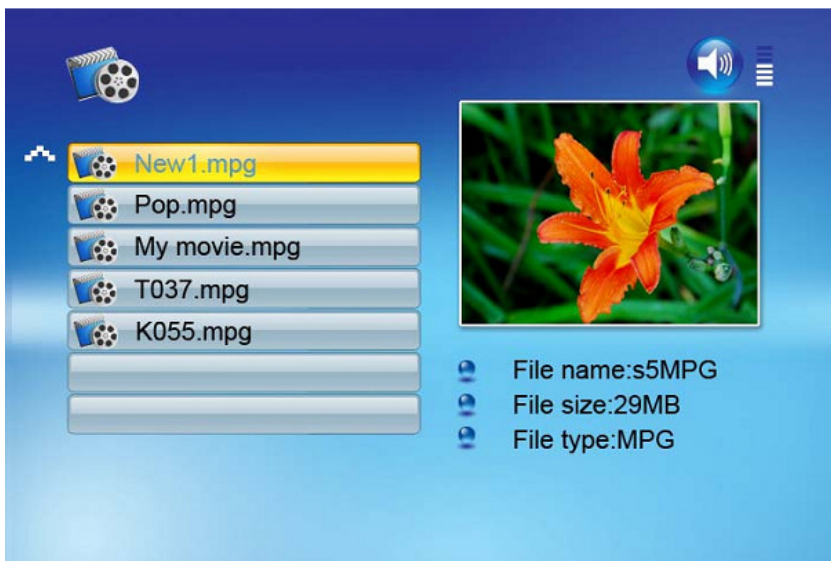 New1.mpg
Pop.mpg
My movie.mpg
T037.mpg
K055.mpg
File name:s5MPG
File size:29MB
File type:MPG